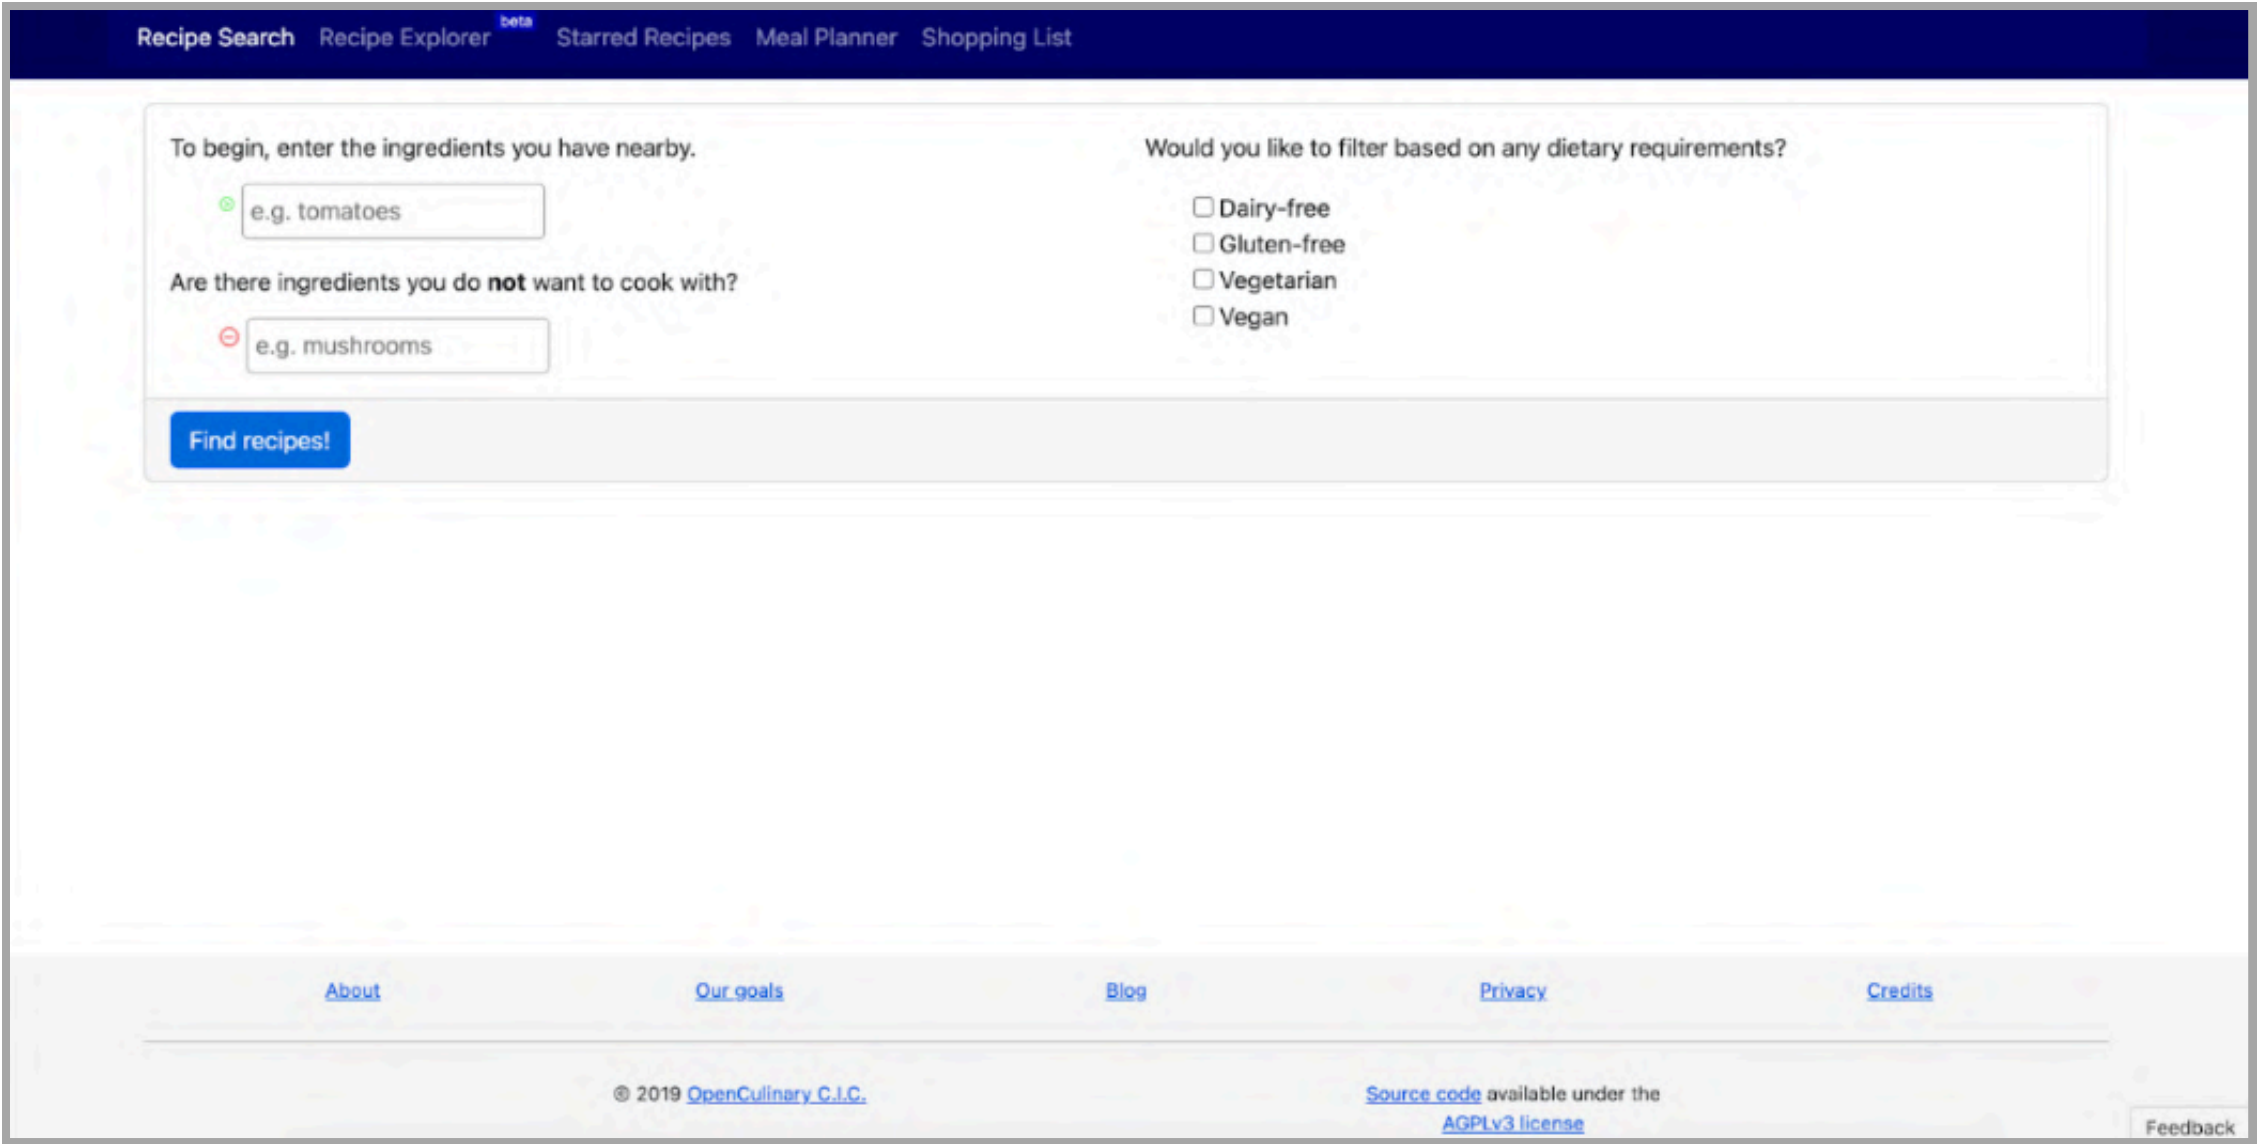 Recipe Search Recipe Explorer beta Starred Recipes Meal Planner Shopping List
To begin, enter the ingredients you have nearby.
e.g. tomatoes
Are there ingredients you do not want to cook with?
e.g. mushrooms
Would you like to filter based on any dietary requirements?
Dairy-free
Gluten-free
Vegetarian
Vegan
Find recipes!
About Our goals Blog Privacy Credits
© 2019 OpenCulinary C.I.C.
Source code available under the
AGPLv3 license
Feedback